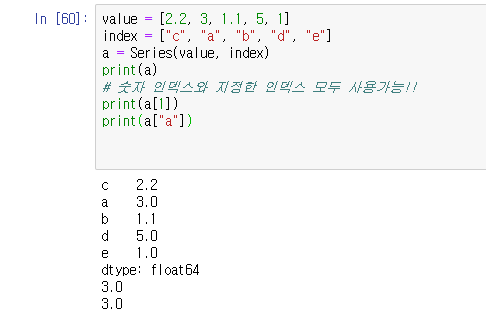 In [60]: value = [2.2, 3, 1.1, 5, 1]
index = ["c", "a", "b", "d", "e"]
a = Series(value, index)
print(a)
# 숫자 인덱스와 지정한 인덱스 모두 사용가능!!
print(a[1])
print(a["a"])
c 2.2
a 3.0
b 1.1
d 5.0
e 1.0
dtype: float64
3.0
3.0